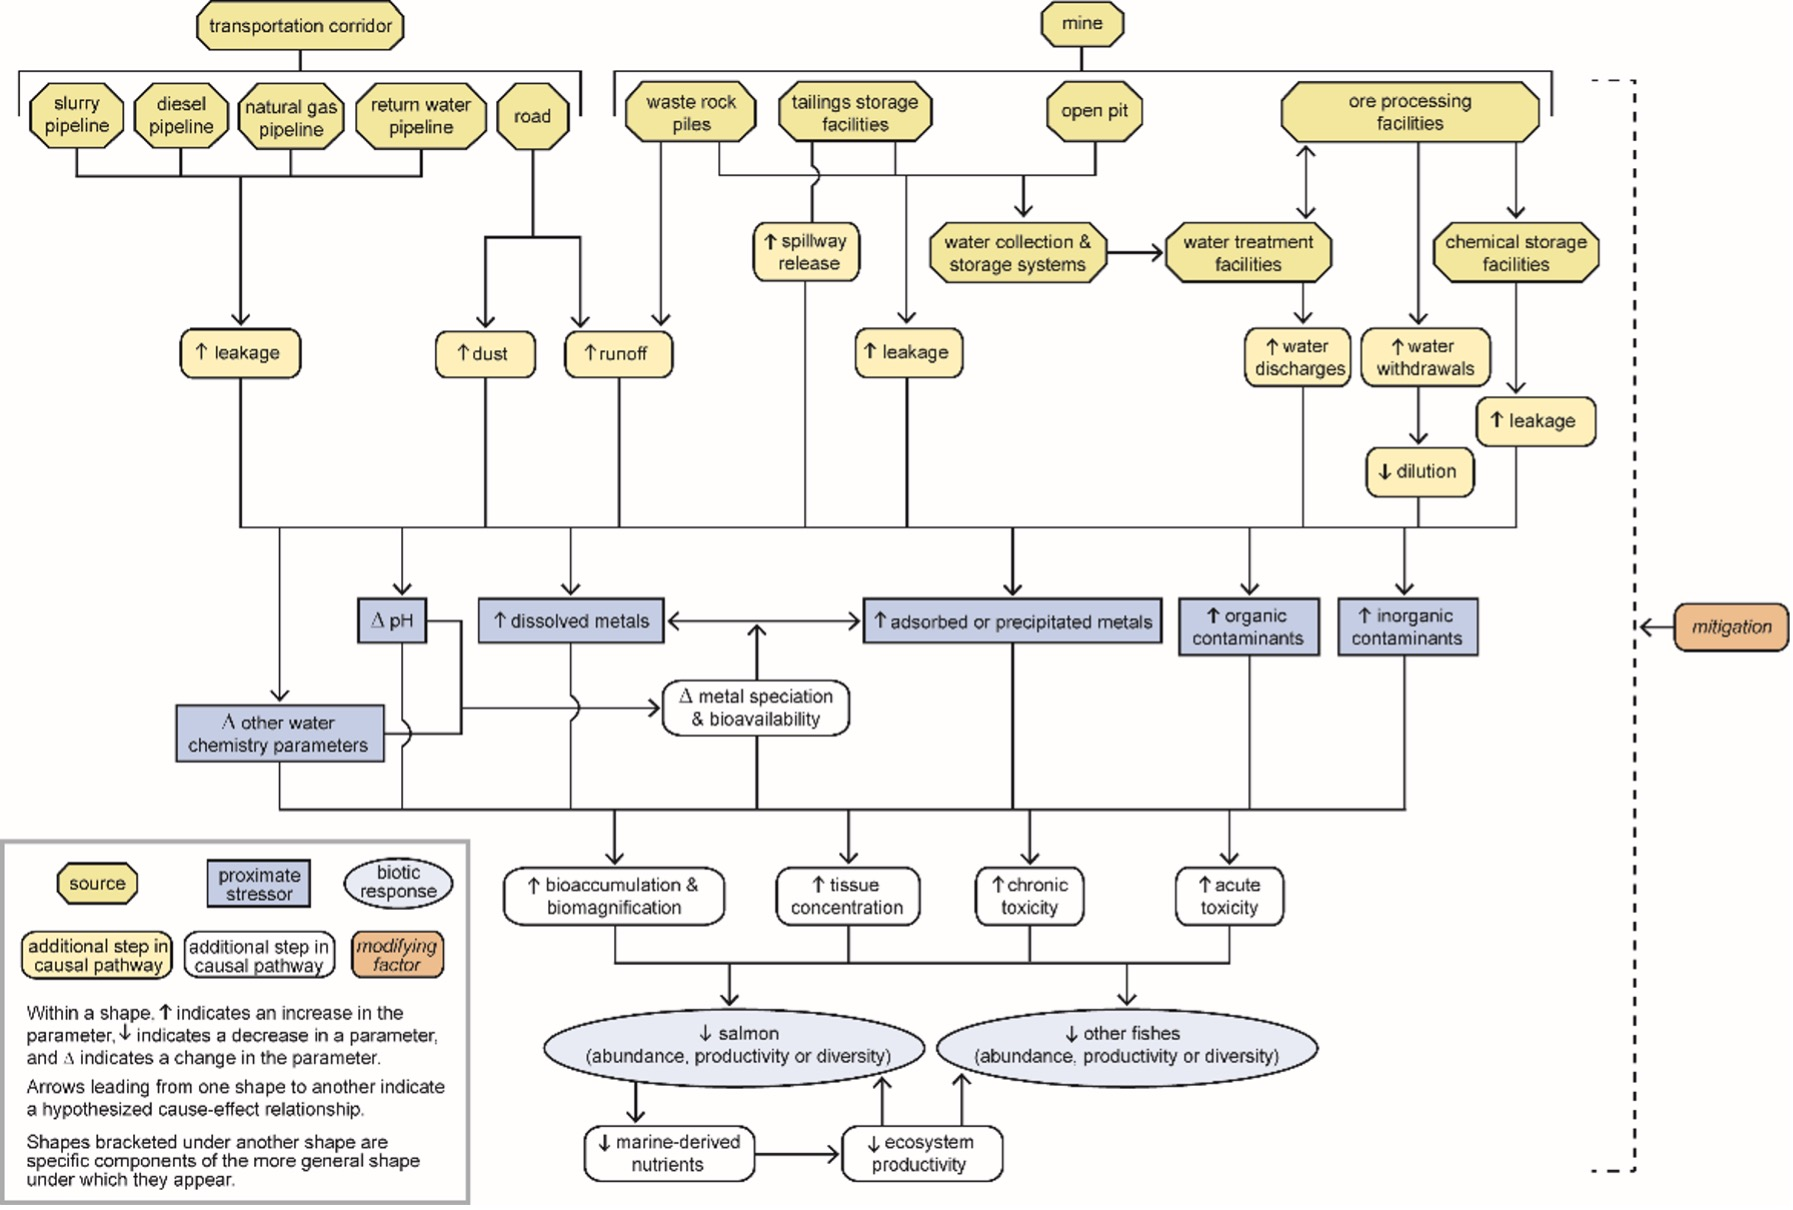 transportation corridor
mine
slurry
pipeline
diesel
pipeline
natural gas
pipeline
return water
pipeline
road
waste rock
piles
tailings storage
facilities
open pit
ore processing
facilities
↑ spillway
release
water collection &
storage systems
water treatment
facilities
chemical storage
facilities
↑ leakage
↑ dust
↑ runoff
↑ leakage
↑ water
discharges
↑ water
withdrawals
↑ leakage
↓ dilution
Δ pH
↑ dissolved metals
↑ adsorbed or precipitated metals
↑ organic
contaminants
↑ inorganic
contaminants
mitigation
Δ metal speciation
& bioavailability
Δ other water
chemistry parameters
↑ bioaccumulation &
biomagnification
↑ tissue
concentration
↑ chronic
toxicity
↑ acute
toxicity
↓ salmon
(abundance, productivity or diversity)
↓ other fishes
(abundance, productivity or diversity)
↓ marine-derived
nutrients
↓ ecosystem
productivity
source
proximate
stressor
biotic
response
additional step in
causal pathway
additional step in
causal pathway
modifying
factor
Within a shape, ↑ indicates an increase in the
parameter, ↓ indicates a decrease in a parameter,
and Δ indicates a change in the parameter.
Arrows leading from one shape to another indicate
a hypothesized cause-effect relationship.
Shapes bracketed under another shape are
specific components of the more general shape
under which they appear.